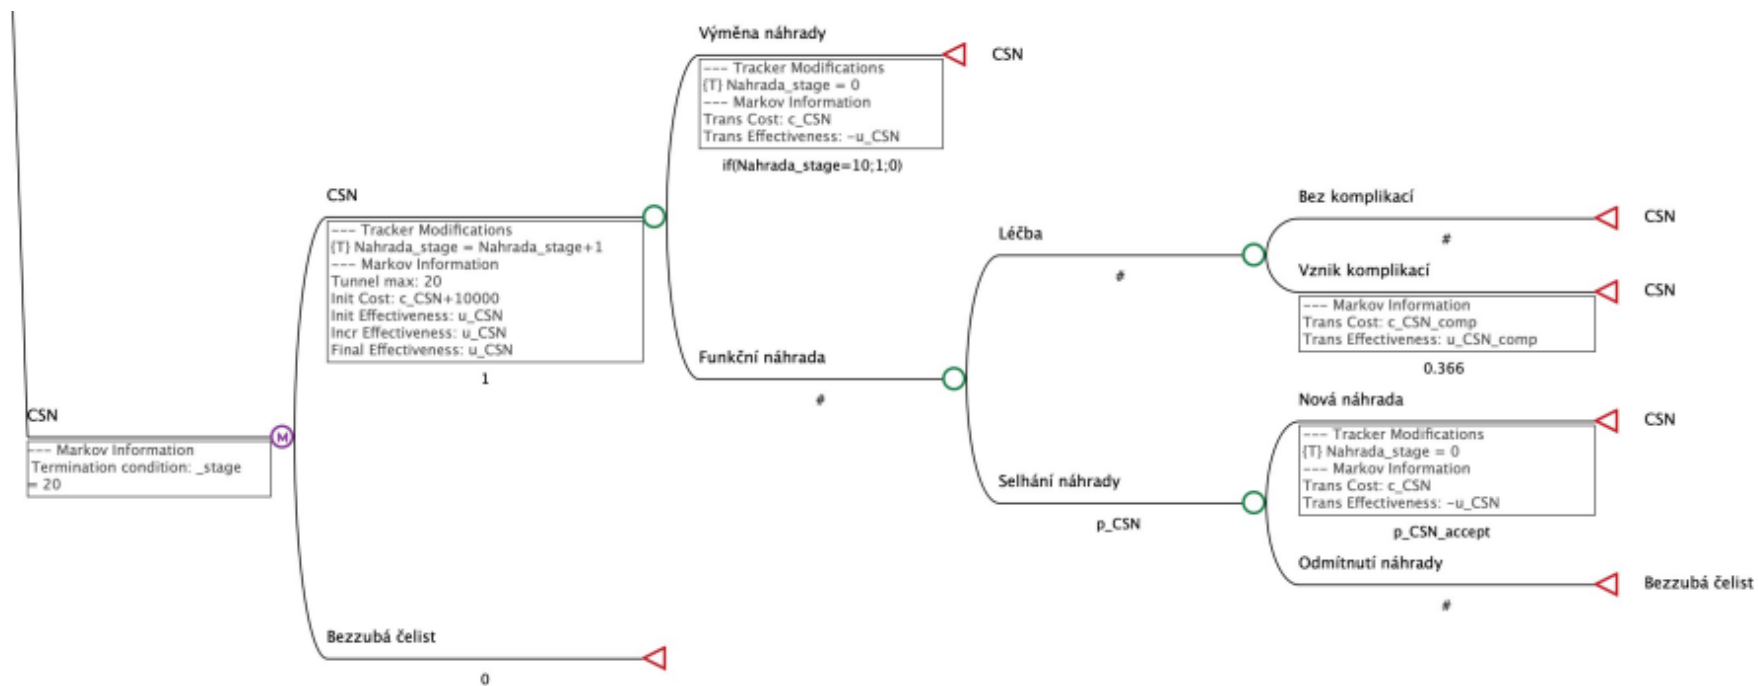 Výměna náhrady
CSN
--- Tracker Modifications
{T} Nahrada_stage = 0
--- Markov Information
Trans Cost: c_CSN
Trans Effectiveness: -u_CSN
if(Nahrada_stage=10;1;0)
CSN
--- Tracker Modifications
{T} Nahrada_stage = Nahrada_stage+1
--- Markov Information
Tunnel max: 20
Init Cost: c_CSN+10000
Init Effectiveness: u_CSN
Incr Effectiveness: u_CSN
Final Effectiveness: u_CSN
1
Bez komplikací
CSN
#
Léčba
#
Vznik komplikací
CSN
--- Markov Information
Trans Cost: c_CSN_comp
Trans Effectiveness: u_CSN_comp
0.366
Funkční náhrada
#
Nová náhrada
CSN
--- Tracker Modifications
{T} Nahrada_stage = 0
--- Markov Information
Trans Cost: c_CSN
Trans Effectiveness: -u_CSN
p_CSN_accept
CSN
M
--- Markov Information
Termination condition: _stage
= 20
Selhání náhrady
p_CSN
Odmítnutí náhrady
Bezzubá čelist
#
Bezzubá čelist
0